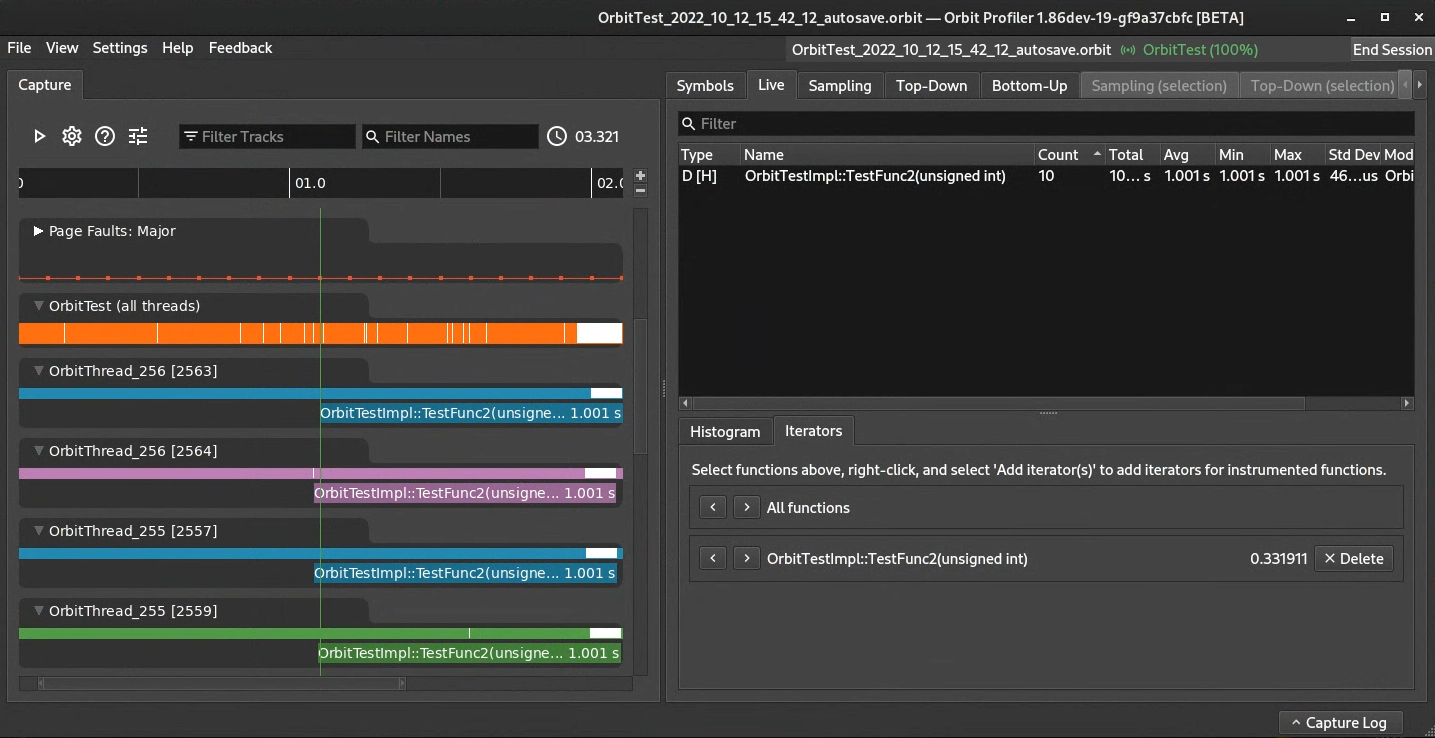 OrbitTest_2022_10_12_15_42_12_autosave.orbit — Orbit Profiler 1.86dev-19-gf9a37cbfc [BETA]
File View Settings Help Feedback
OrbitTest_2022_10_12_15_42_12_autosave.orbit OrbitTest (100%) End Session
Capture
Filter Tracks Filter Names 03.321
01.0 02.0
Page Faults: Major
OrbitTest (all threads)
OrbitThread_256 [2563]
OrbitTestImpl::TestFunc2(unsigne... 1.001 s
OrbitThread_256 [2564]
OrbitTestImpl::TestFunc2(unsigne... 1.001 s
OrbitThread_255 [2557]
OrbitTestImpl::TestFunc2(unsigne... 1.001 s
OrbitThread_255 [2559]
OrbitTestImpl::TestFunc2(unsigne... 1.001 s
Symbols Live Sampling Top-Down Bottom-Up Sampling (selection) Top-Down (selection)
Filter
Type Name Count Total Avg Min Max Std Dev Mod
D [H] OrbitTestImpl::TestFunc2(unsigned int) 10 10... s 1.001 s 1.001 s 1.001 s 46...us Orbi
Histogram Iterators
Select functions above, right-click, and select 'Add iterator(s)' to add iterators for instrumented functions.
< > All functions
< > OrbitTestImpl::TestFunc2(unsigned int) 0.331911 Delete
Capture Log